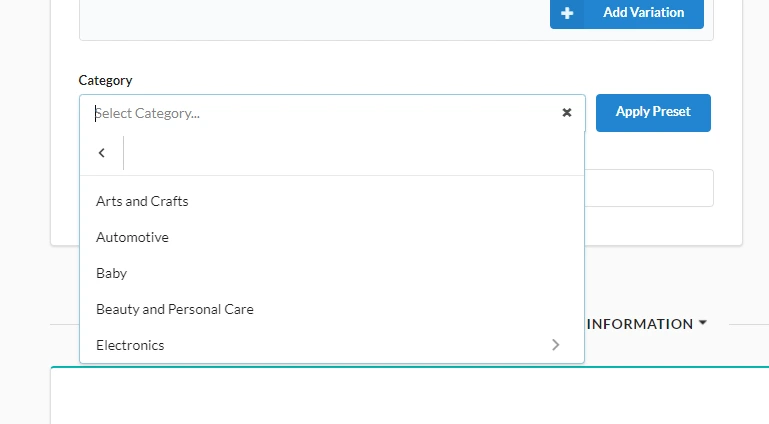 Add Variation
Category
Select Category...
Apply Preset
Arts and Crafts
Automotive
Baby
Beauty and Personal Care
INFORMATION
Electronics